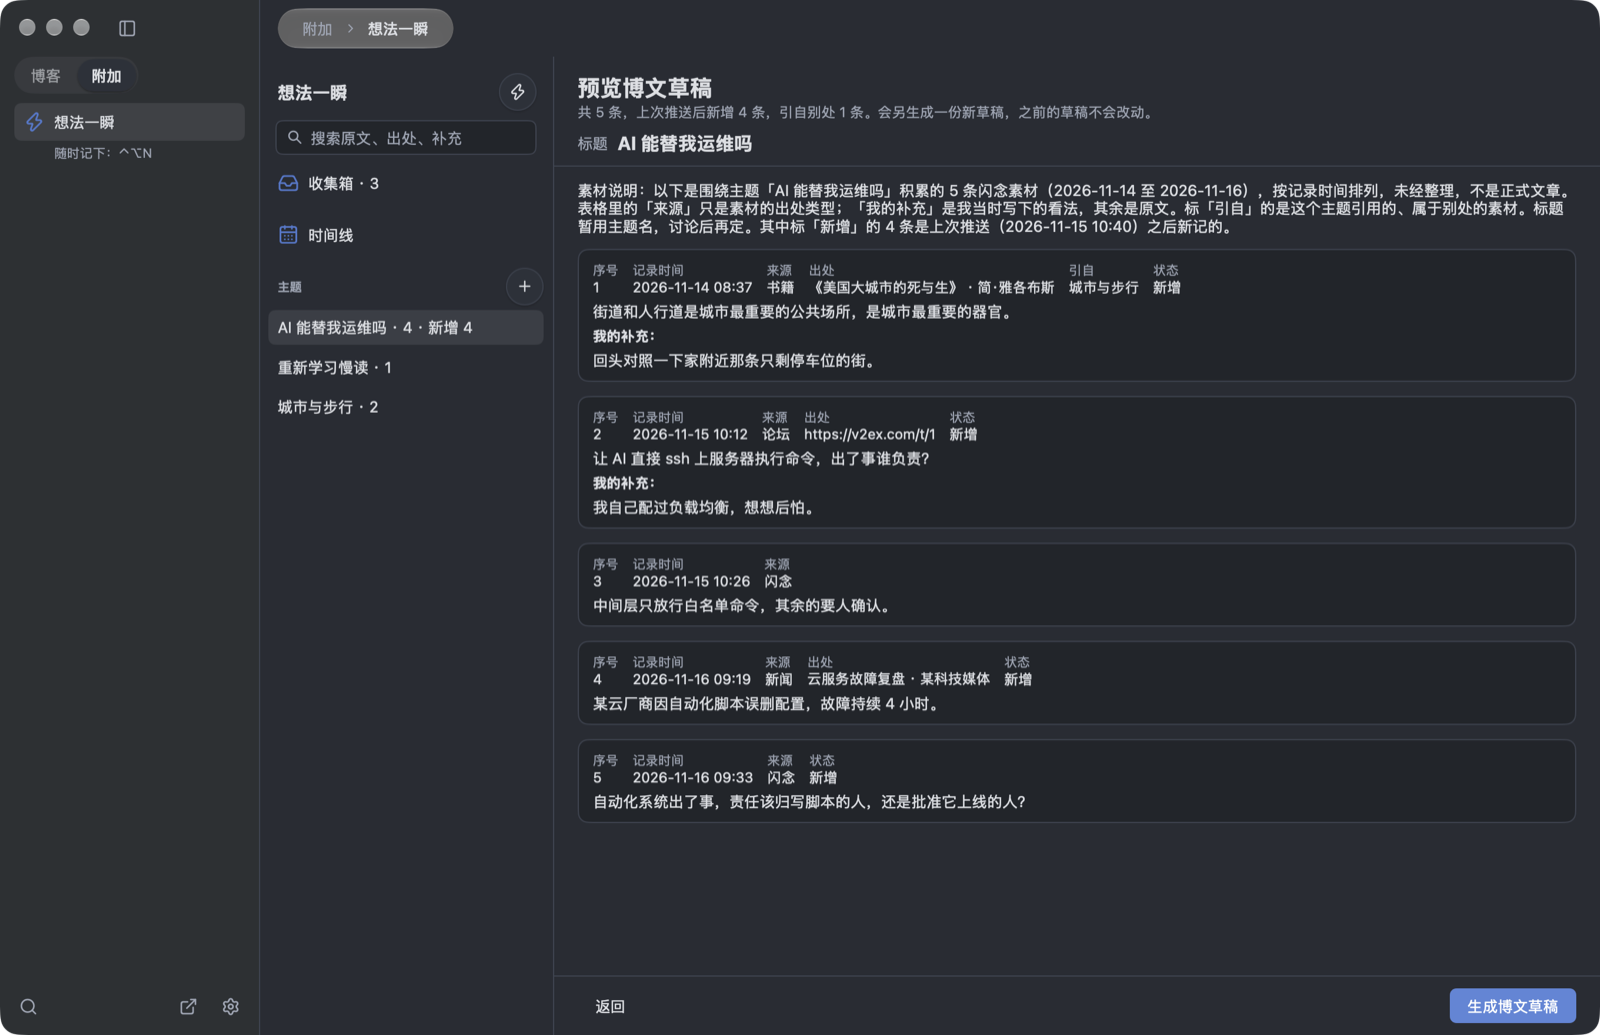 附加 > 想法一瞬
博客 附加
想法一瞬
随时记下：⌃⌥N
想法一瞬
搜索原文、出处、补充
收集箱 · 3
时间线
主题
AI 能替我运维吗 · 4 · 新增 4
重新学习慢读 · 1
城市与步行 · 2
预览博文草稿
共 5 条，上次推送后新增 4 条，引自别处 1 条。会另生成一份新草稿，之前的草稿不会改动。
标题 AI 能替我运维吗
素材说明：以下是围绕主题「AI 能替我运维吗」积累的 5 条闪念素材（2026-11-14 至 2026-11-16），按记录时间排列，未经整理，不是正式文章。
表格里的「来源」只是素材的出处类型；「我的补充」是我当时写下的看法，其余是原文。标「引自」的是这个主题引用的、属于别处的素材。标题
暂用主题名，讨论后再定。其中标「新增」的 4 条是上次推送（2026-11-15 10:40）之后新记的。
序号 记录时间 来源 出处 引自 状态
1 2026-11-14 08:37 书籍 《美国大城市的死与生》 · 简·雅各布斯 城市与步行 新增
街道和人行道是城市最重要的公共场所，是城市最重要的器官。
我的补充：
回头对照一下家附近那条只剩停车位的街。
序号 记录时间 来源 出处 状态
2 2026-11-15 10:12 论坛 https://v2ex.com/t/1 新增
让 AI 直接 ssh 上服务器执行命令，出了事谁负责？
我的补充：
我自己配过负载均衡，想想后怕。
序号 记录时间 来源
3 2026-11-15 10:26 闪念
中间层只放行白名单命令，其余的要人确认。
序号 记录时间 来源 出处 状态
4 2026-11-16 09:19 新闻 云服务故障复盘 · 某科技媒体 新增
某云厂商因自动化脚本误删配置，故障持续 4 小时。
序号 记录时间 来源 状态
5 2026-11-16 09:33 闪念 新增
自动化系统出了事，责任该归写脚本的人，还是批准它上线的人？
返回
生成博文草稿